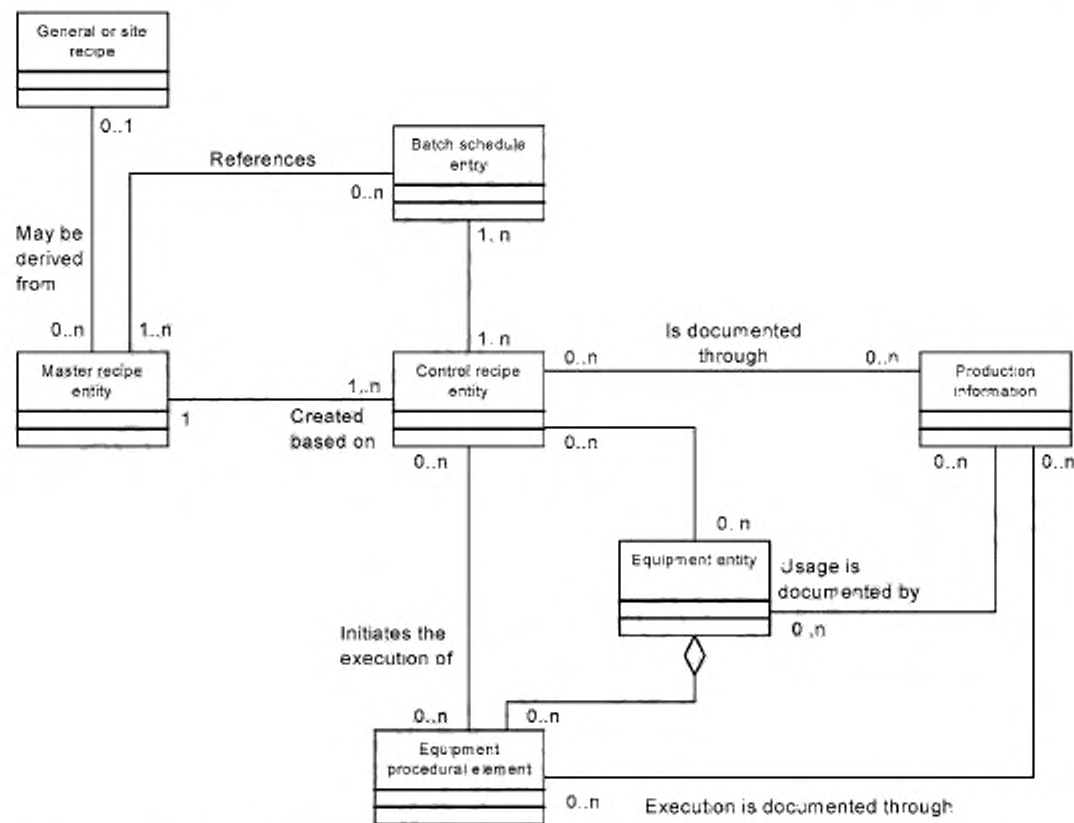 General or site
recipe
0..1
References
Batch schedule
entry
0..n
1. n
May be
derived
from
0..n
1..n
1. n
Is documented
through
0..n
0..n
Master recipe
entity
1..n
Control recipe
entity
Production
information
1
Created
based on
0..n
0..n
0..n
0..n
0. n
Equipment entity
Usage is
documented by
0 .n
Initiates the
execution of
0..n
0..n
Equipment
procedural element
0..n
Execution is documented through